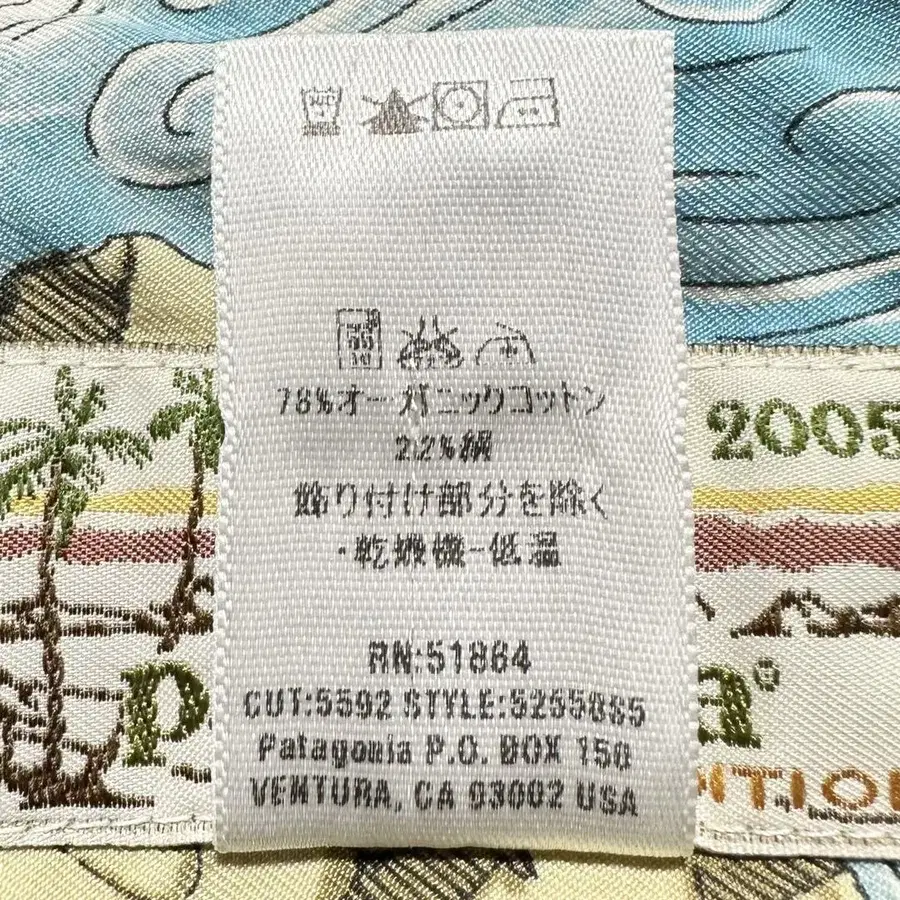 78%オーガニックコットン
22%絹
飾り付け部分を除く
・乾燥機-低温
2005
RN:51884
CUT:5592 STYLE:52558S5
Patagonia P.O. BOX 150
VENTURA, CA 93002 USA